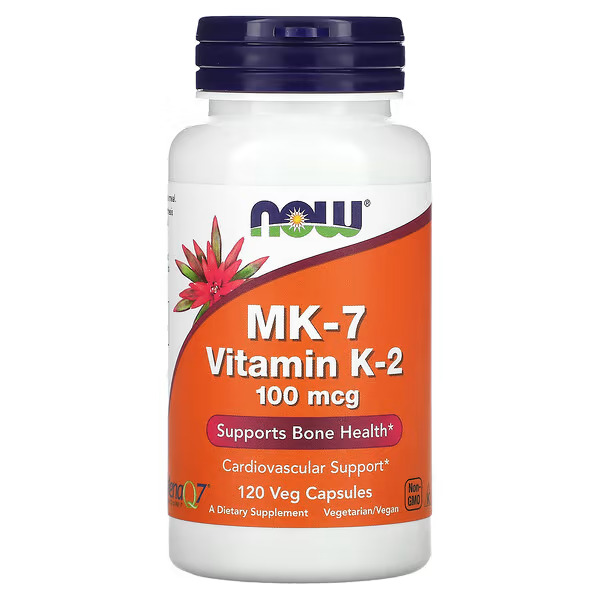 now®
MK-7
Vitamin K-2
100 mcg
Supports Bone Health*
Cardiovascular Support*
120 Veg Capsules
A Dietary Supplement Vegetarian/Vegan
Q7
Non-
GMO